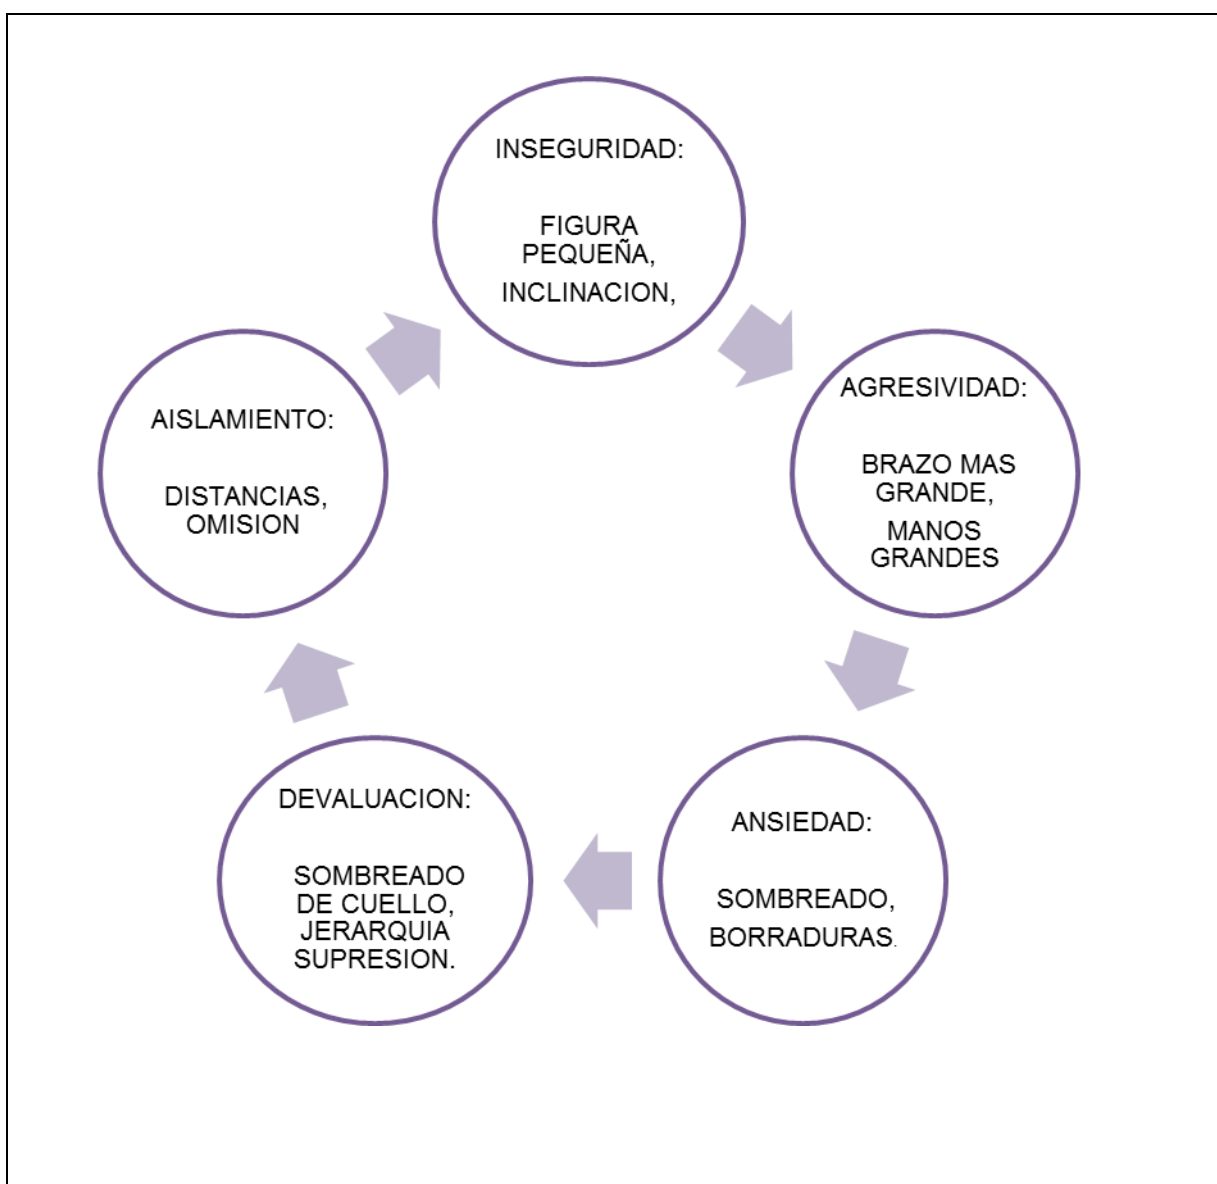 INSEGURIDAD:
FIGURA
PEQUEÑA,
INCLINACION,
AGRESIVIDAD:
BRAZO MAS
GRANDE,
MANOS
GRANDES
ANSIEDAD:
SOMBREADO,
BORRADURAS.
DEVALUACION:
SOMBREADO
DE CUELLO,
JERARQUIA
SUPRESION.
AISLAMIENTO:
DISTANCIAS,
OMISION